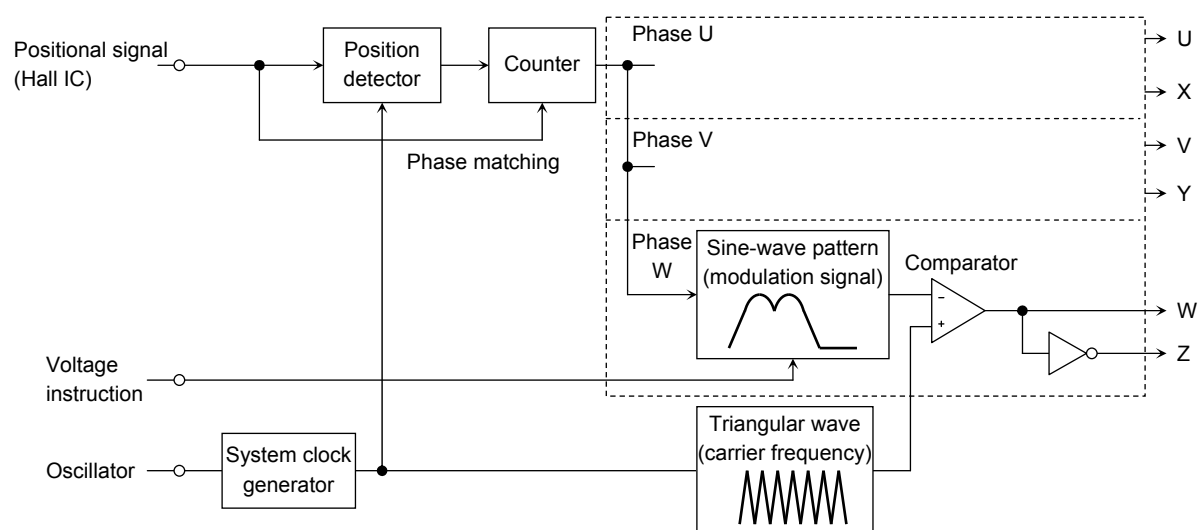 Positional signal
(Hall IC)
Position
detector
Counter
Phase matching
Phase U
U
X
Phase V
V
Y
Phase
W
Sine-wave pattern
(modulation signal)
Comparator
-
+
W
Z
Voltage
instruction
Oscillator
System clock
generator
Triangular wave
(carrier frequency)